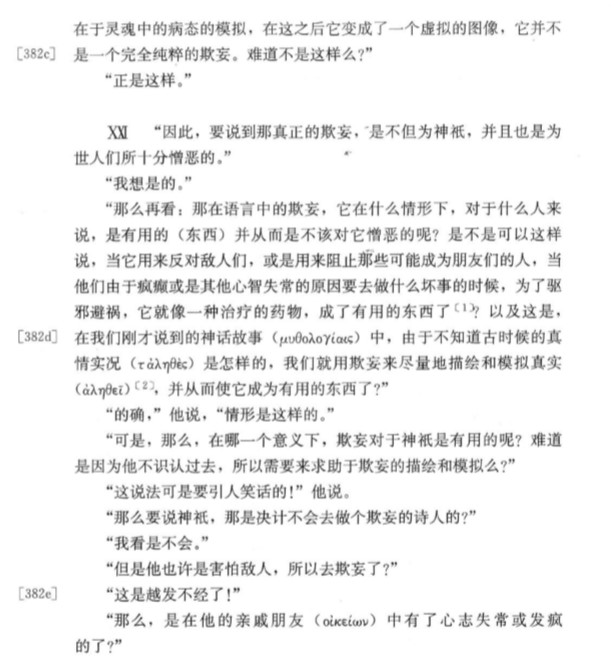 在于灵魂中的病态的模拟，在这之后它变成了一个虚拟的图像，它并不
[382c] 是一个完全纯粹的欺妄。难道不是这样么？”
“正是这样。”
XXI “因此，要说到那真正的欺妄，是不但为神祇，并且也是为
世人们所十分憎恶的。”
“我想是的。”
“那么再看：那在语言中的欺妄，它在什么情形下，对于什么人来
说，是有用的（东西）并从而是不该对它憎恶的呢？是不是可以这样
说，当它用来反对敌人们，或是用来阻止那些可能成为朋友们的人，当
他们由于疯癫或是其他心智失常的原因要去做什么坏事的时候，为了驱
邪避祸，它就像一种治疗的药物，成了有用的东西了〔1〕？以及这是，
[382d] 在我们刚才说到的神话故事（μυθολογίαις）中，由于不知道古时候的真
情实况（τἀληθὲς）是怎样的，我们就用欺妄来尽量地描绘和模拟真实
（ἀληθεῖ）〔2〕，并从而使它成为有用的东西了？”
“的确，”他说，“情形是这样的。”
“可是，那么，在哪一个意义下，欺妄对于神祇是有用的呢？难道
是因为他不识认过去，所以需要来求助于欺妄的描绘和模拟么？”
“这说法可是要引人笑话的！”他说。
“那么要说神祇，那是决计不会去做个欺妄的诗人的？”
“我看是不会。”
“但是他也许是害怕敌人，所以去欺妄了？”
[382e] “这是越发不经了！”
“那么，是在他的亲戚朋友（οἰκείων）中有了心志失常或发疯
的了？”